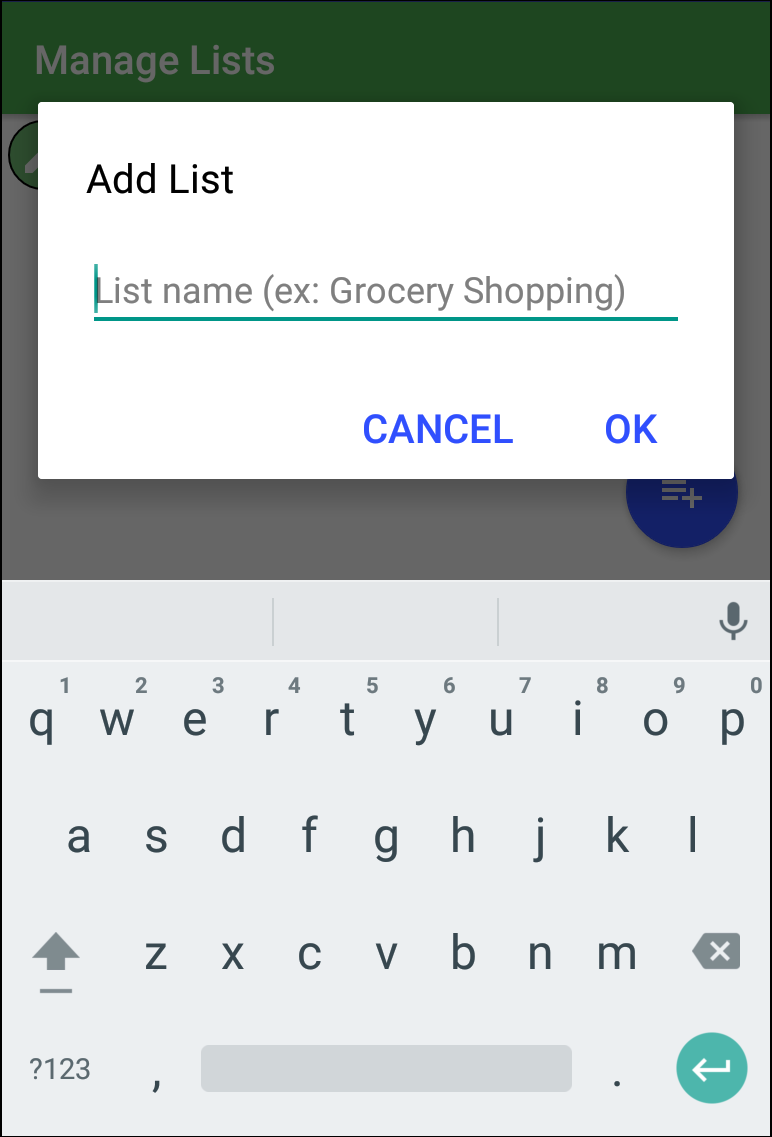 Manage Lists
Add List
List name (ex: Grocery Shopping)
CANCEL OK
1 2 3 4 5 6 7 8 9 0
q w e r t y u i o p
a s d f g h j k l
z x c v b n m
?123 , .